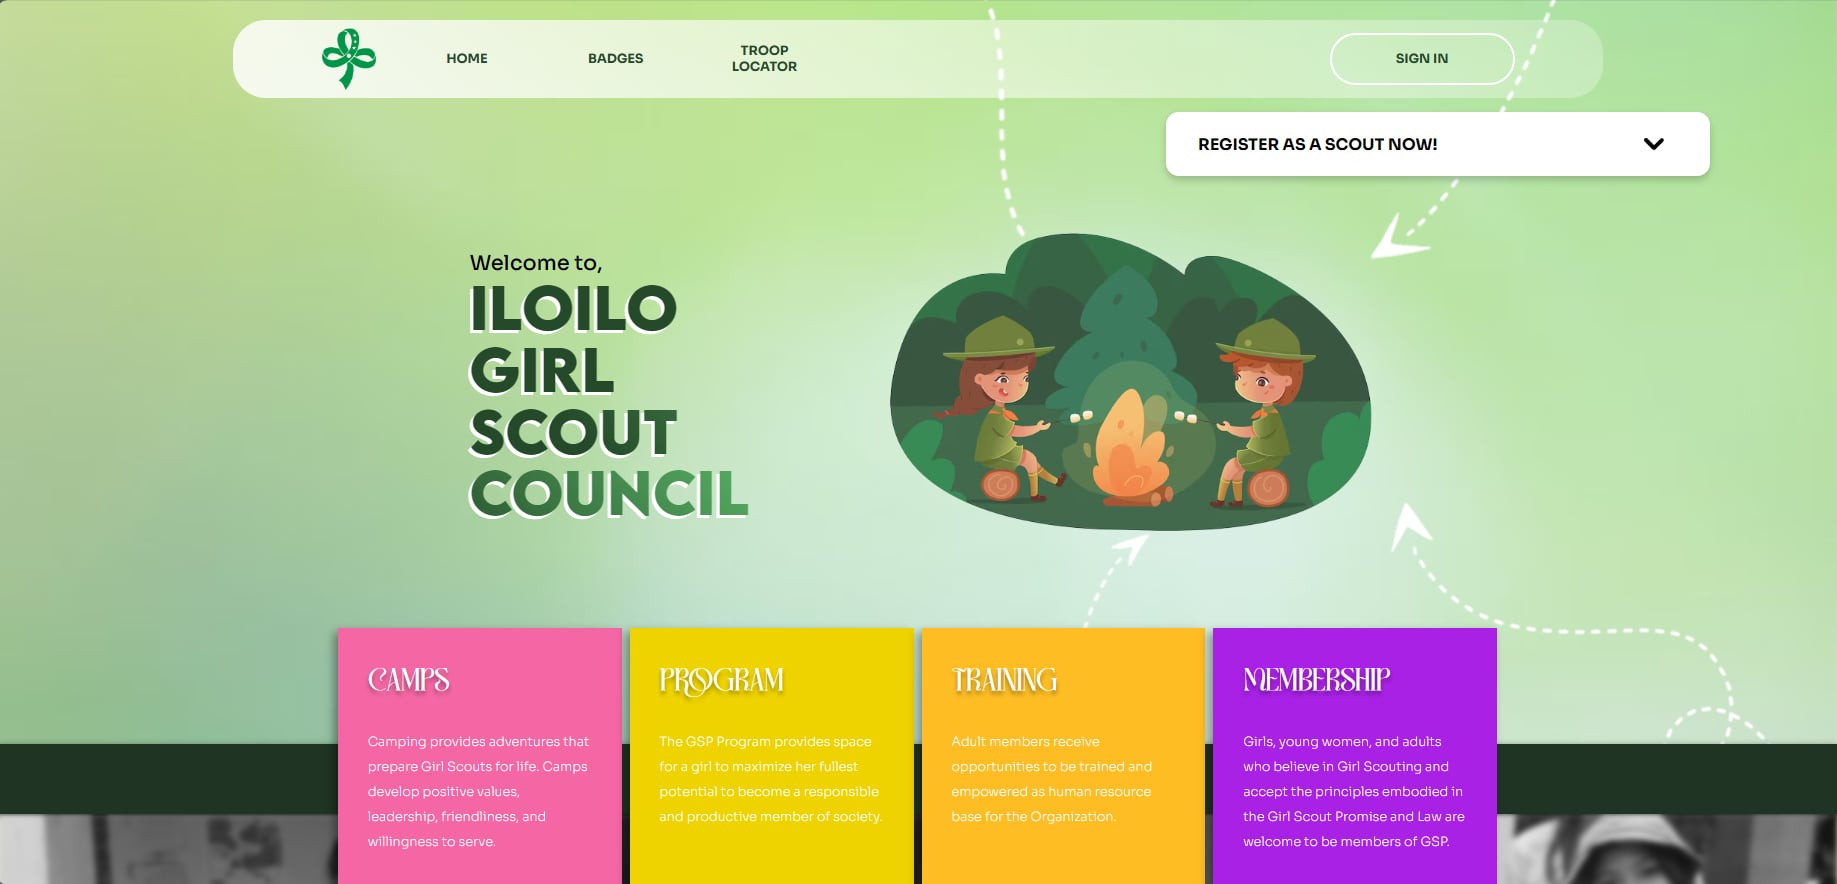 HOME
BADGES
TROOP
LOCATOR
SIGN IN
REGISTER AS A SCOUT NOW!
Welcome to,
ILOILO
GIRL
SCOUT
COUNCIL
CAMPS
Camping provides adventures that
prepare Girl Scouts for life. Camps
develop positive values,
leadership, friendliness, and
willingness to serve.
PROGRAM
The GSP Program provides space
for a girl to maximize her fullest
potential to become a responsible
and productive member of society.
TRAINING
Adult members receive
opportunities to be trained and
empowered as human resource
base for the Organization.
MEMBERSHIP
Girls, young women, and adults
who believe in Girl Scouting and
accept the principles embodied in
the Girl Scout Promise and Law are
welcome to be members of GSP.